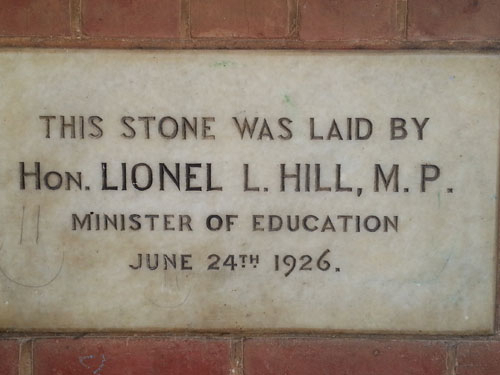 THIS STONE WAS LAID BY
HON. LIONEL L. HILL, M.P.
MINISTER OF EDUCATION
JUNE 24TH 1926.